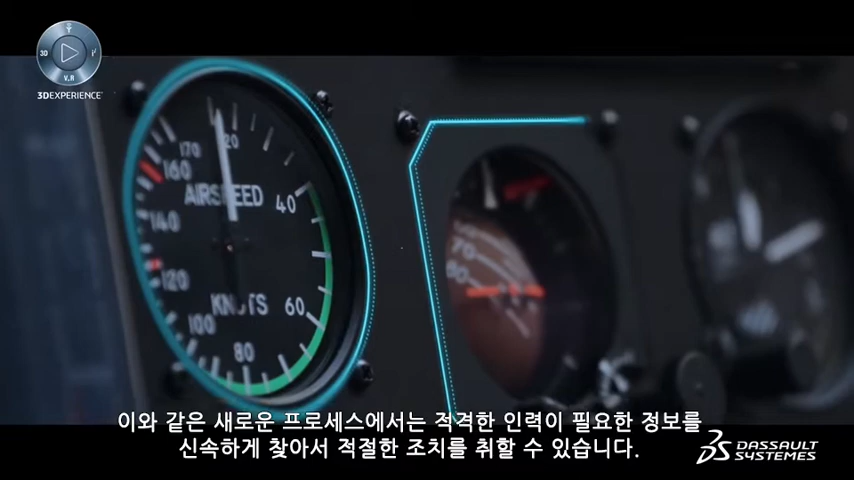 3D
V.R
3DEXPERIENCE
170
20
160
AIRSPEED
40
140
120
KNOTS
60
100
80
이와 같은 새로운 프로세스에서는 적격한 인력이 필요한 정보를
신속하게 찾아서 적절한 조치를 취할 수 있습니다.
DASSAULT
SYSTEMES